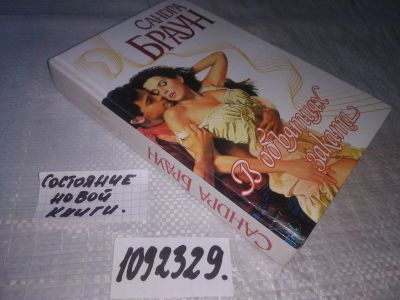 САНДРА
БРАУН
В объятиях
заката
САНДРА БРАУН
СОСТОЯНИЕ
НОВОЙ
КНИГИ.
1092329.